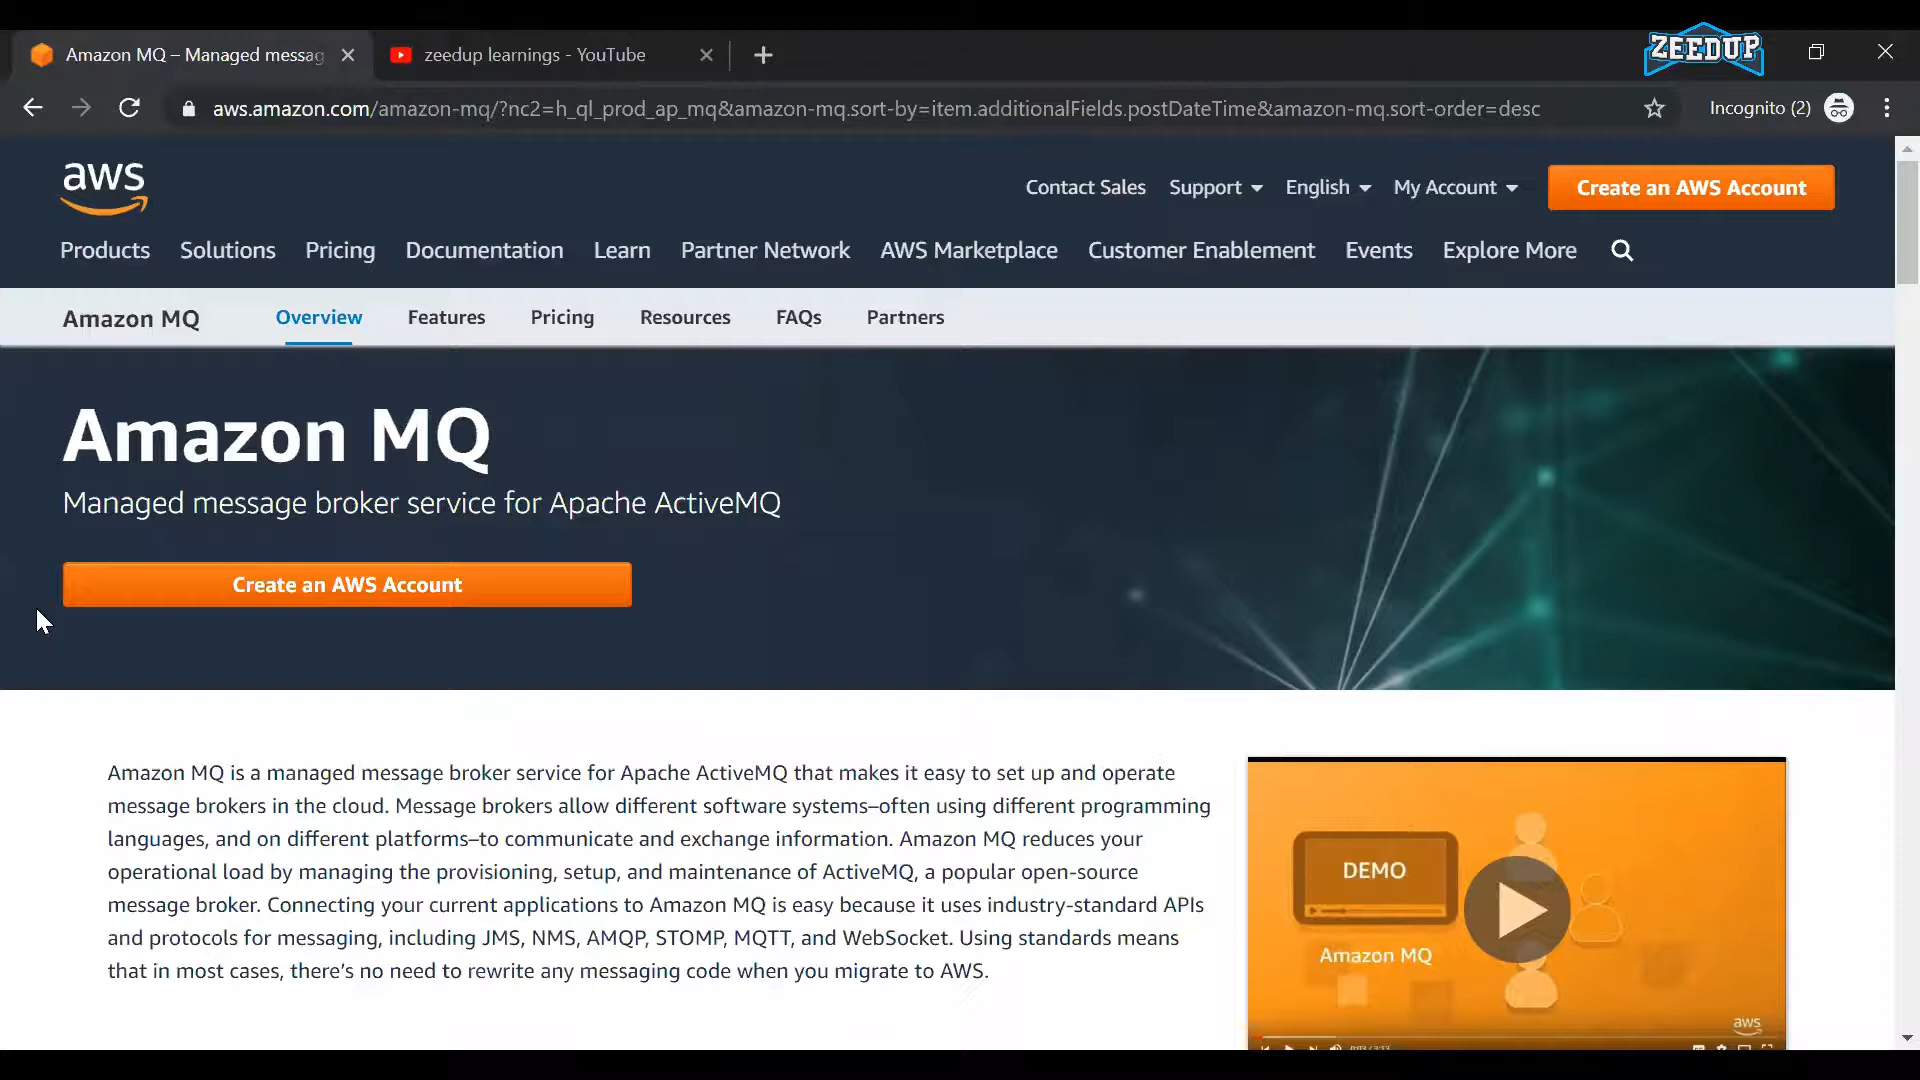 Amazon MQ – Managed messag
zeedup learnings - YouTube
ZEEDUP
aws.amazon.com/amazon-mq/?nc2=h_ql_prod_ap_mq&amazon-mq.sort-by=item.additionalFields.postDateTime&amazon-mq.sort-order=desc
Incognito (2)
aws
Contact Sales Support English My Account Create an AWS Account
Products Solutions Pricing Documentation Learn Partner Network AWS Marketplace Customer Enablement Events Explore More
Amazon MQ Overview Features Pricing Resources FAQs Partners
Amazon MQ
Managed message broker service for Apache ActiveMQ
Create an AWS Account
Amazon MQ is a managed message broker service for Apache ActiveMQ that makes it easy to set up and operate
message brokers in the cloud. Message brokers allow different software systems–often using different programming
languages, and on different platforms–to communicate and exchange information. Amazon MQ reduces your
operational load by managing the provisioning, setup, and maintenance of ActiveMQ, a popular open-source
message broker. Connecting your current applications to Amazon MQ is easy because it uses industry-standard APIs
and protocols for messaging, including JMS, NMS, AMQP, STOMP, MQTT, and WebSocket. Using standards means
that in most cases, there's no need to rewrite any messaging code when you migrate to AWS.
DEMO
Amazon MQ
aws